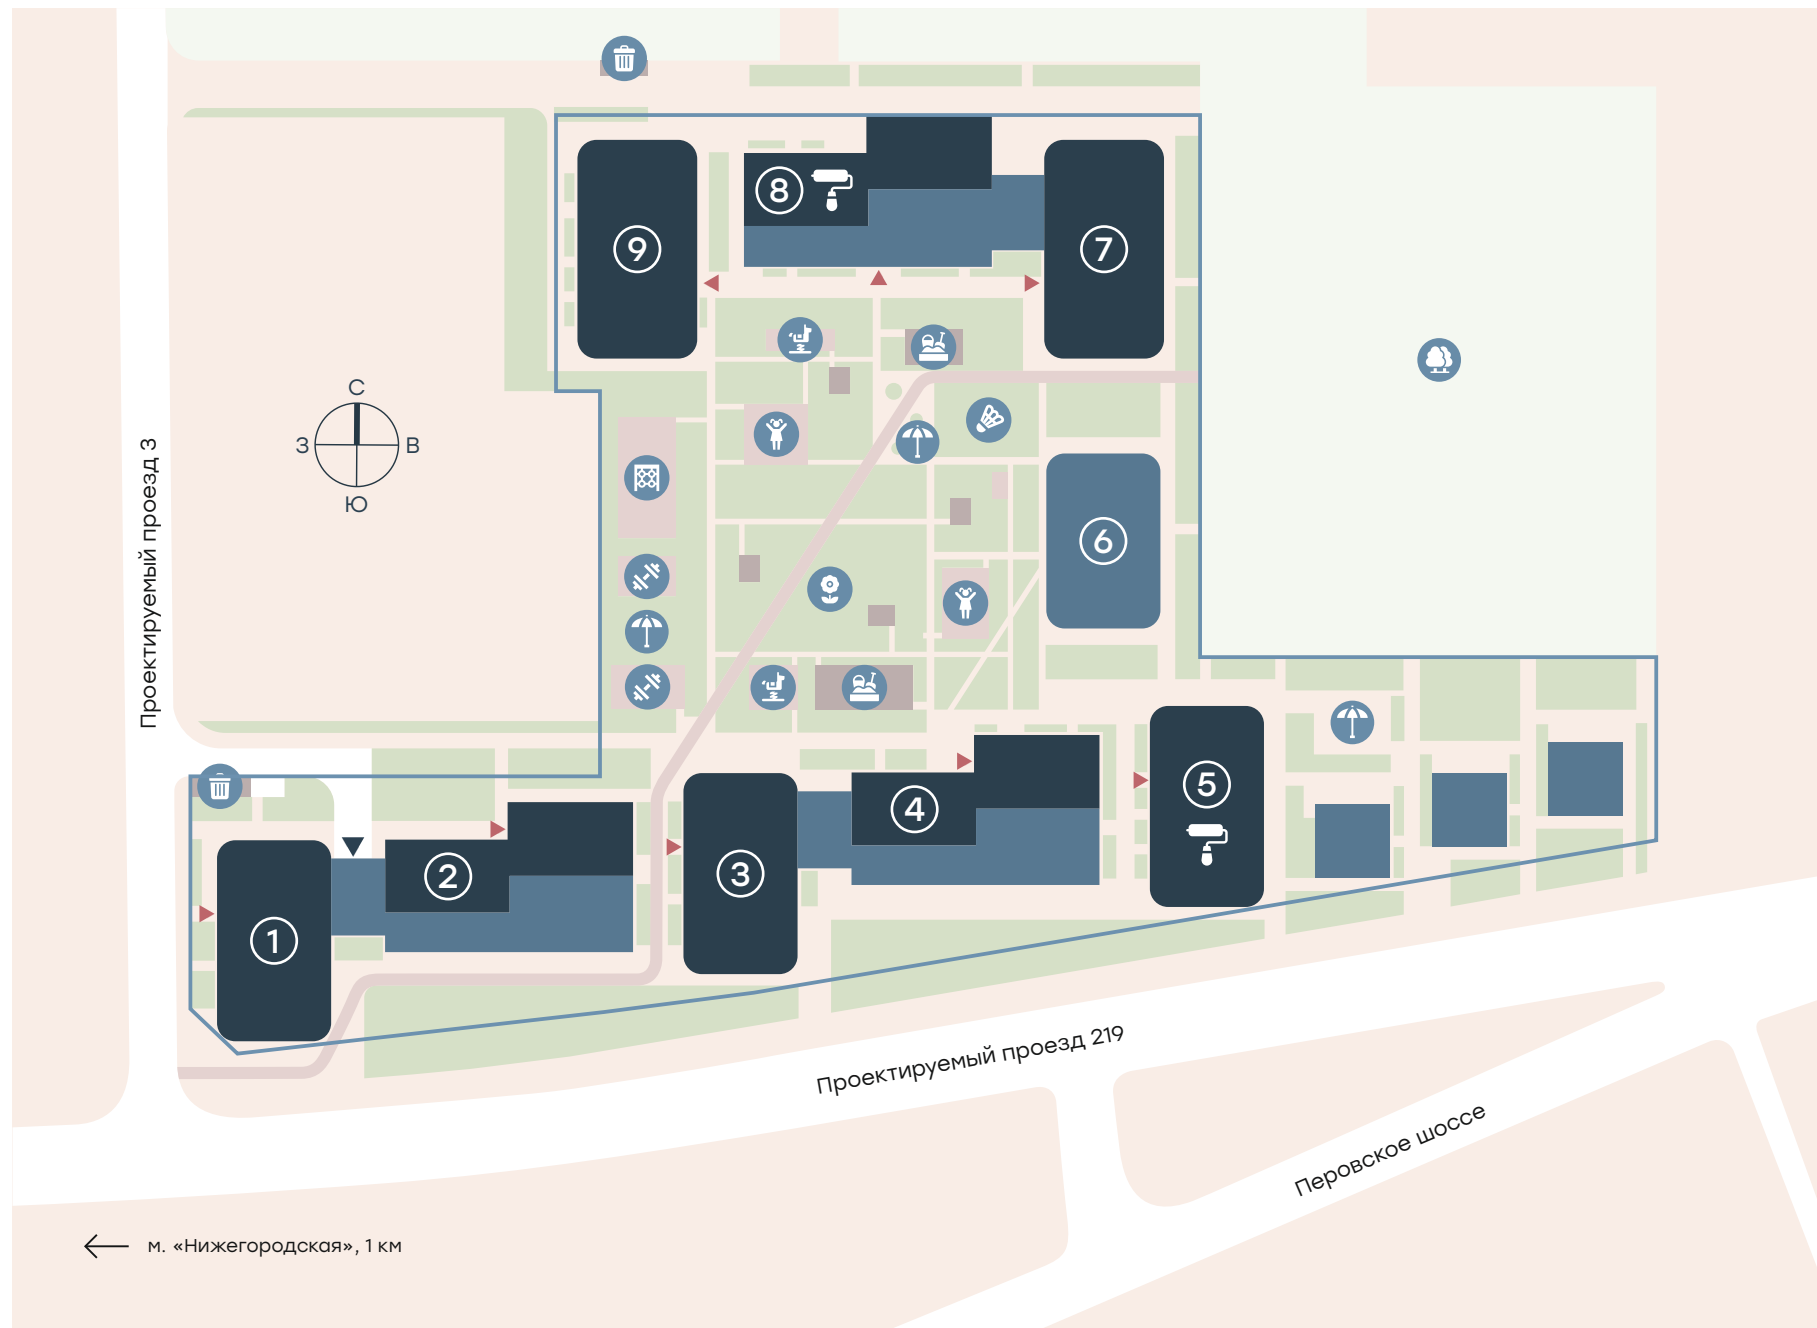 9
8
7
С
З
В
Ю
Проектируемый проезд 3
6
5
4
3
2
1
Проектируемый проезд 219
Перовское шоссе
м. «Нижегородская», 1 км